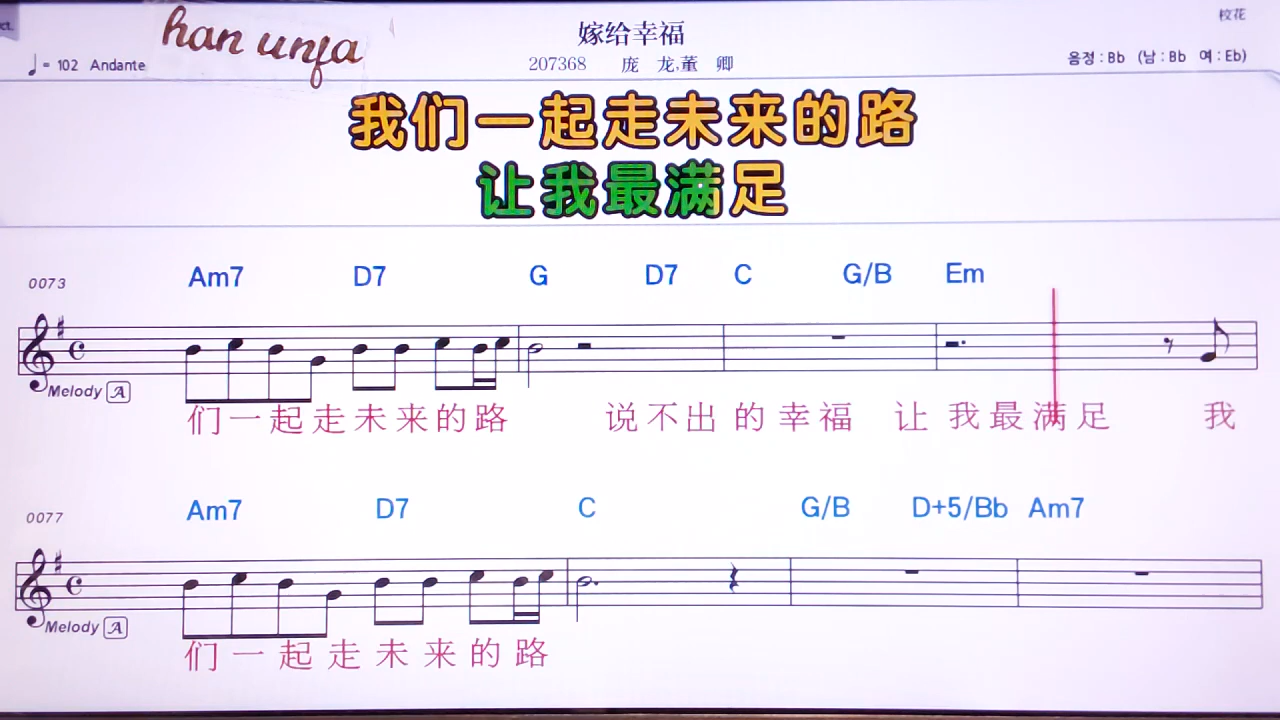 ct.
han unfa
嫁给幸福
校花
♩= 102 Andante
207368 庞 龙,董 卿
음정 : Bb (남 : Bb 여 : Eb)
我们一起走未来的路
让我最满足
0073
Am7 D7 G D7 C G/B Em
Melody A
们一起走未来的路 说不出的幸福 让我最满足 我
0077
Am7 D7 C G/B D+5/Bb Am7
Melody A
们一起走未来的路